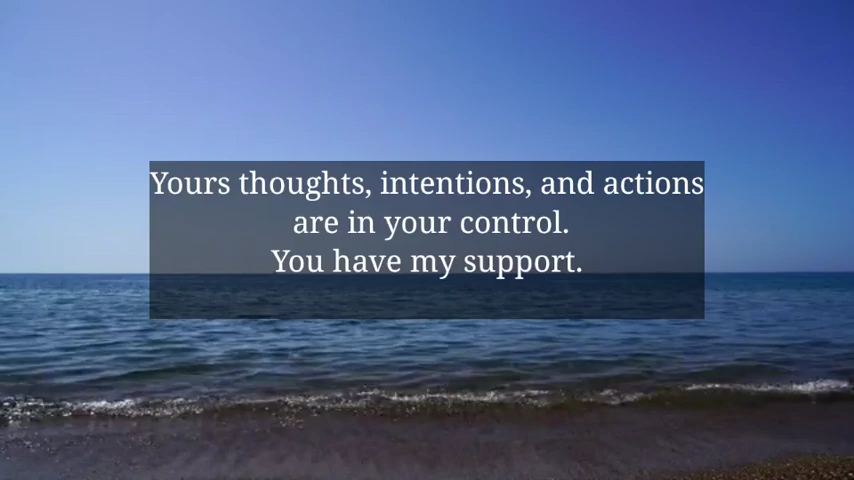 Yours thoughts, intentions, and actions
are in your control.
You have my support.